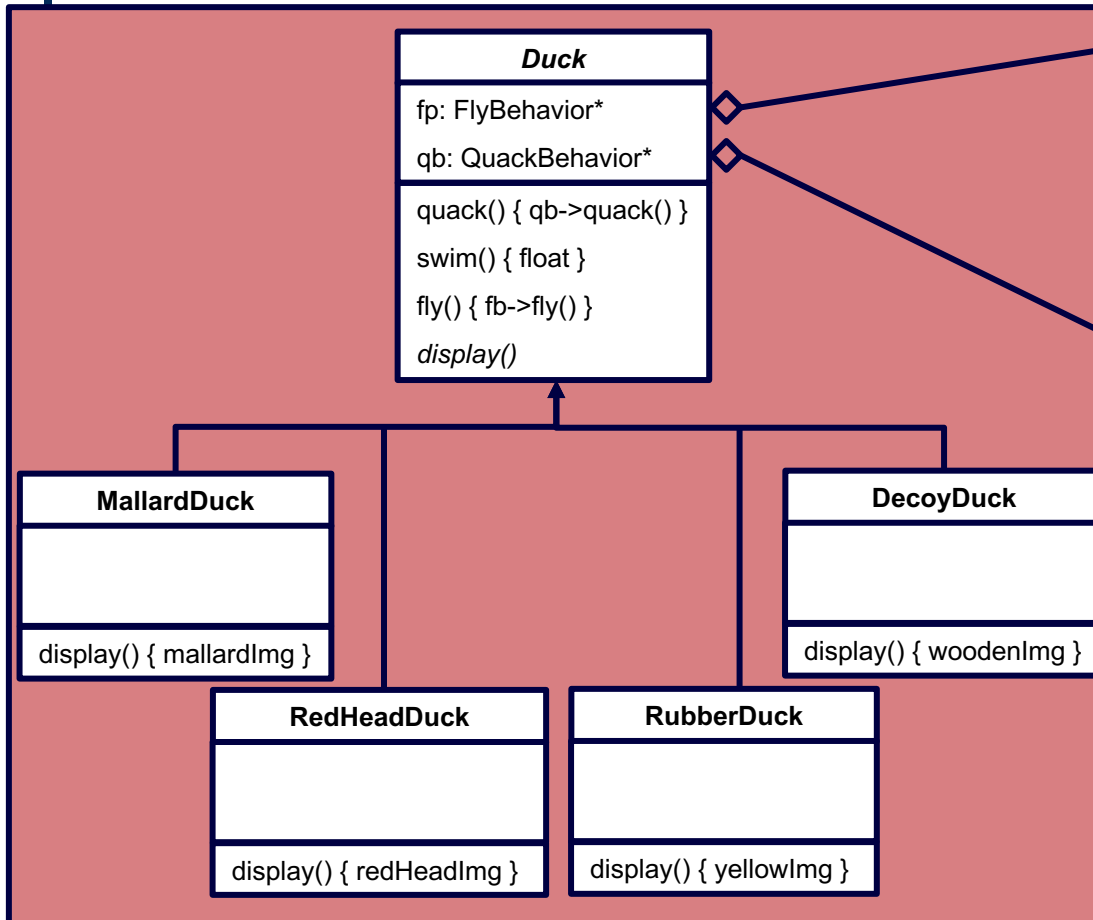 Duck
fp: FlyBehavior*
qb: QuackBehavior*
quack() { qb->quack() }
swim() { float }
fly() { fb->fly() }
display()
MallardDuck
display() { mallardImg }
DecoyDuck
display() { woodenImg }
RedHeadDuck
display() { redHeadImg }
RubberDuck
display() { yellowImg }